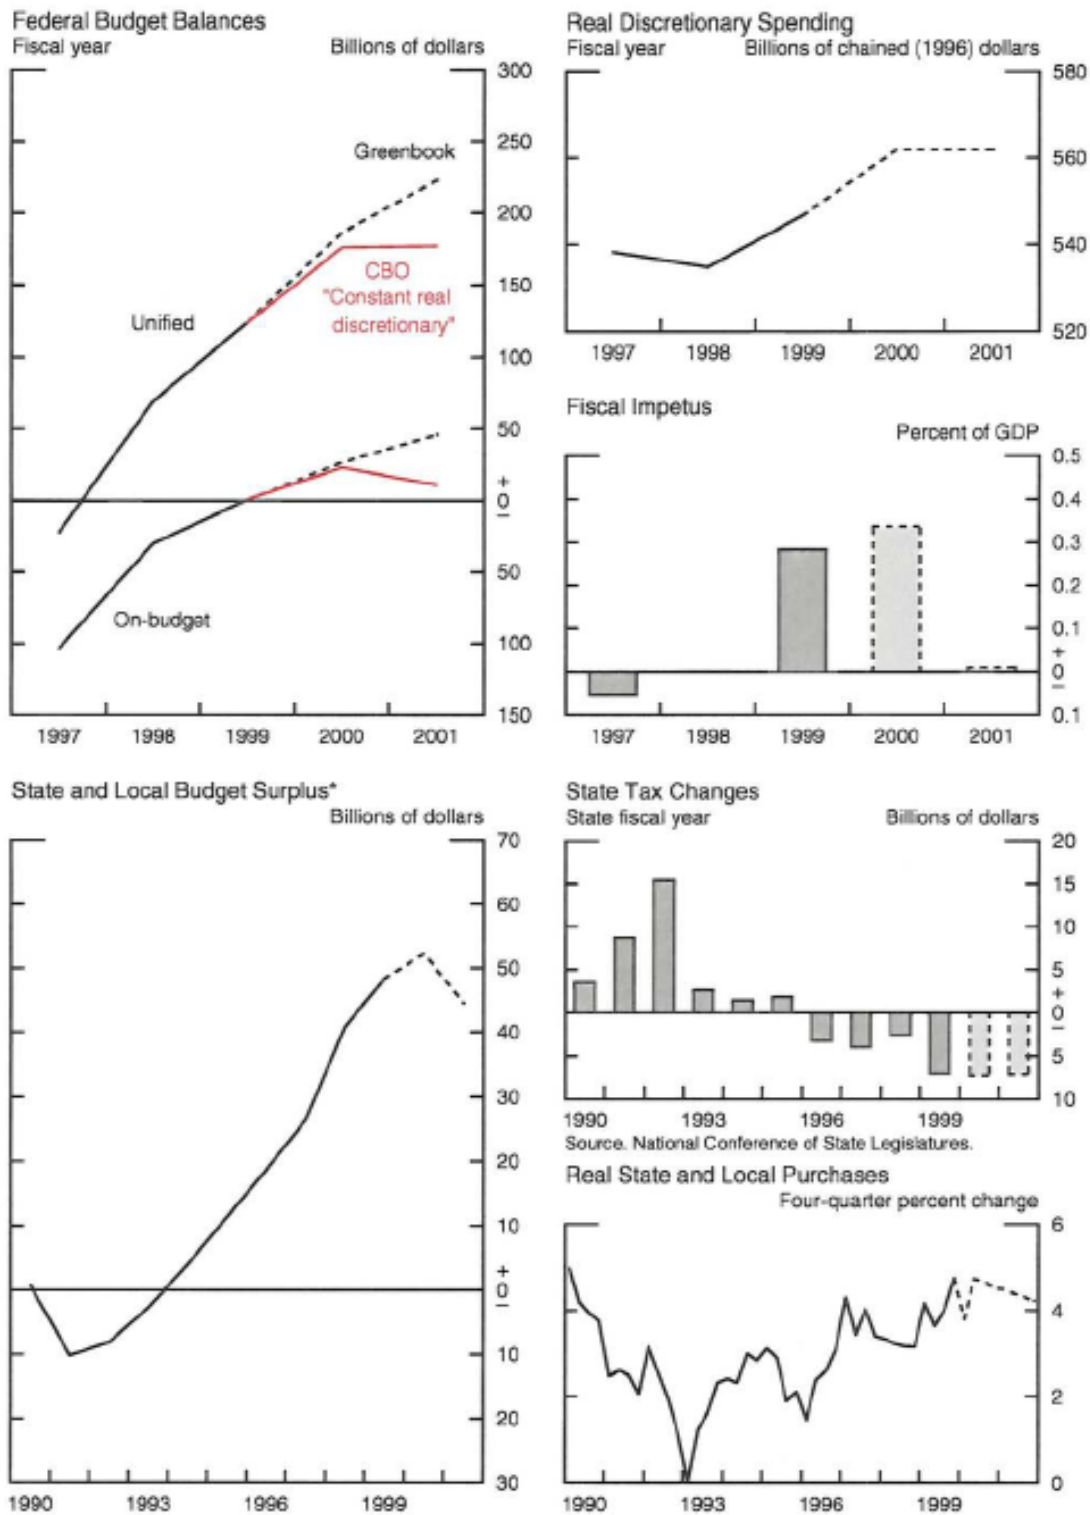 Federal Budget Balances
Fiscal year Billions of dollars
300
250
200
150
100
50
+
0
–
50
100
150
Greenbook
CBO
"Constant real
discretionary"
Unified
On-budget
1997 1998 1999 2000 2001
Real Discretionary Spending
Fiscal year Billions of chained (1996) dollars
580
560
540
520
1997 1998 1999 2000 2001
Fiscal Impetus
Percent of GDP
0.5
0.4
0.3
0.2
0.1
+
0
–
0.1
1997 1998 1999 2000 2001
State and Local Budget Surplus*
Billions of dollars
70
60
50
40
30
20
10
+
0
–
10
20
30
1990 1993 1996 1999
State Tax Changes
State fiscal year Billions of dollars
20
15
10
5
+
0
–
5
10
1990 1993 1996 1999
Source. National Conference of State Legislatures.
Real State and Local Purchases
Four-quarter percent change
6
4
2
0
1990 1993 1996 1999